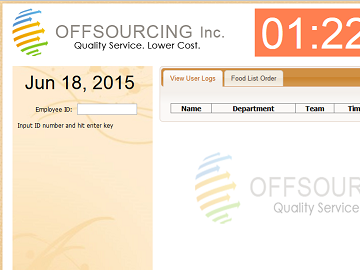 OFFSOURCING Inc.
Quality Service. Lower Cost.
01:22
Jun 18, 2015
Employee ID:
Input ID number and hit enter key
View User Logs
Food List Order
Name Department Team Tim
OFFSOUR
Quality Service